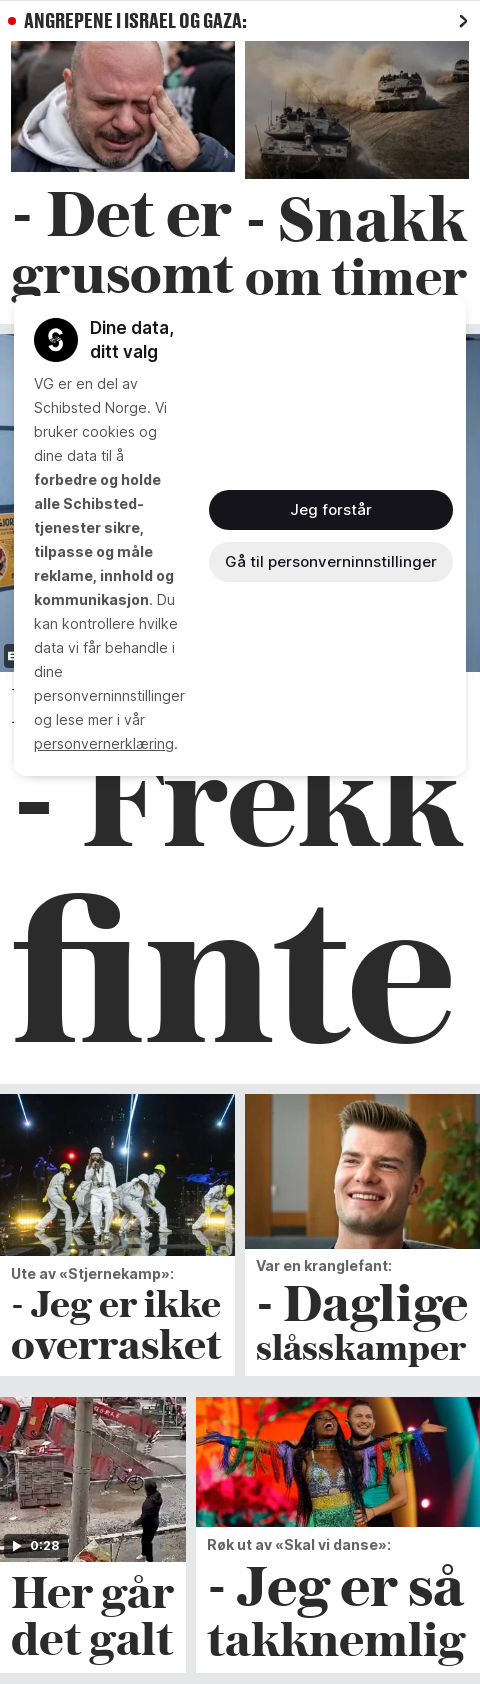 ANGREPENE I ISRAEL OG GAZA:
- Det er
grusomt
- Snakk
om timer
Dine data,
ditt valg
VG er en del av
Schibsted Norge. Vi
bruker cookies og
dine data til å
forbedre og holde
alle Schibsted-
tjenester sikre,
tilpasse og måle
reklame, innhold og
kommunikasjon. Du
kan kontrollere hvilke
data vi får behandle i
dine
personverninnstillinger
og lese mer i vår
personvernerklæring.
Jeg forstår
Gå til personverninnstillinger
- Frekk
finte
Ute av «Stjernekamp»:
- Jeg er ikke
overrasket
Var en kranglefant:
- Daglige
slåsskamper
0:28
Her går
det galt
Røk ut av «Skal vi danse»:
- Jeg er så
takknemlig